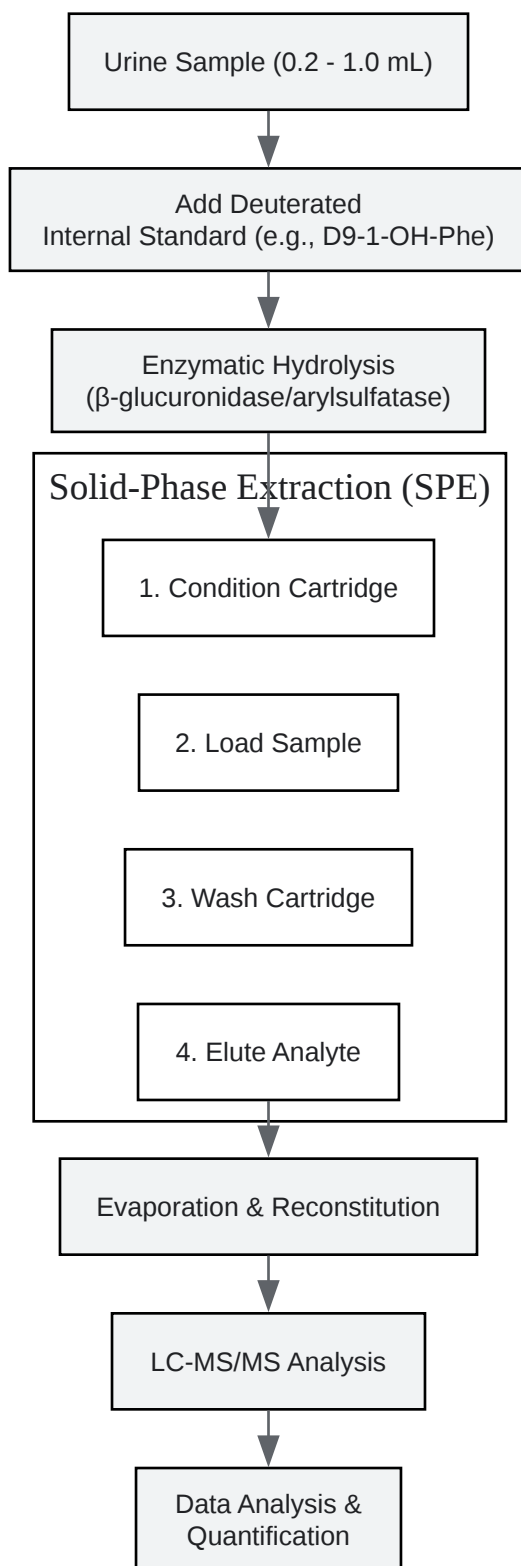 Urine Sample (0.2 - 1.0 mL)
Add Deuterated
Internal Standard (e.g., D9-1-OH-Phe)
Enzymatic Hydrolysis
(β-glucuronidase/arylsulfatase)
Solid-Phase Extraction (SPE)
1. Condition Cartridge
2. Load Sample
3. Wash Cartridge
4. Elute Analyte
Evaporation & Reconstitution
LC-MS/MS Analysis
Data Analysis &
Quantification